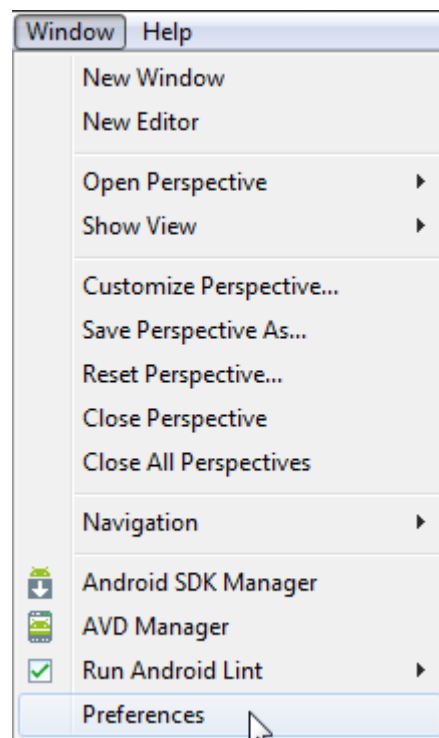 Window Help
New Window
New Editor
Open Perspective
Show View
Customize Perspective...
Save Perspective As...
Reset Perspective...
Close Perspective
Close All Perspectives
Navigation
Android SDK Manager
AVD Manager
Run Android Lint
Preferences